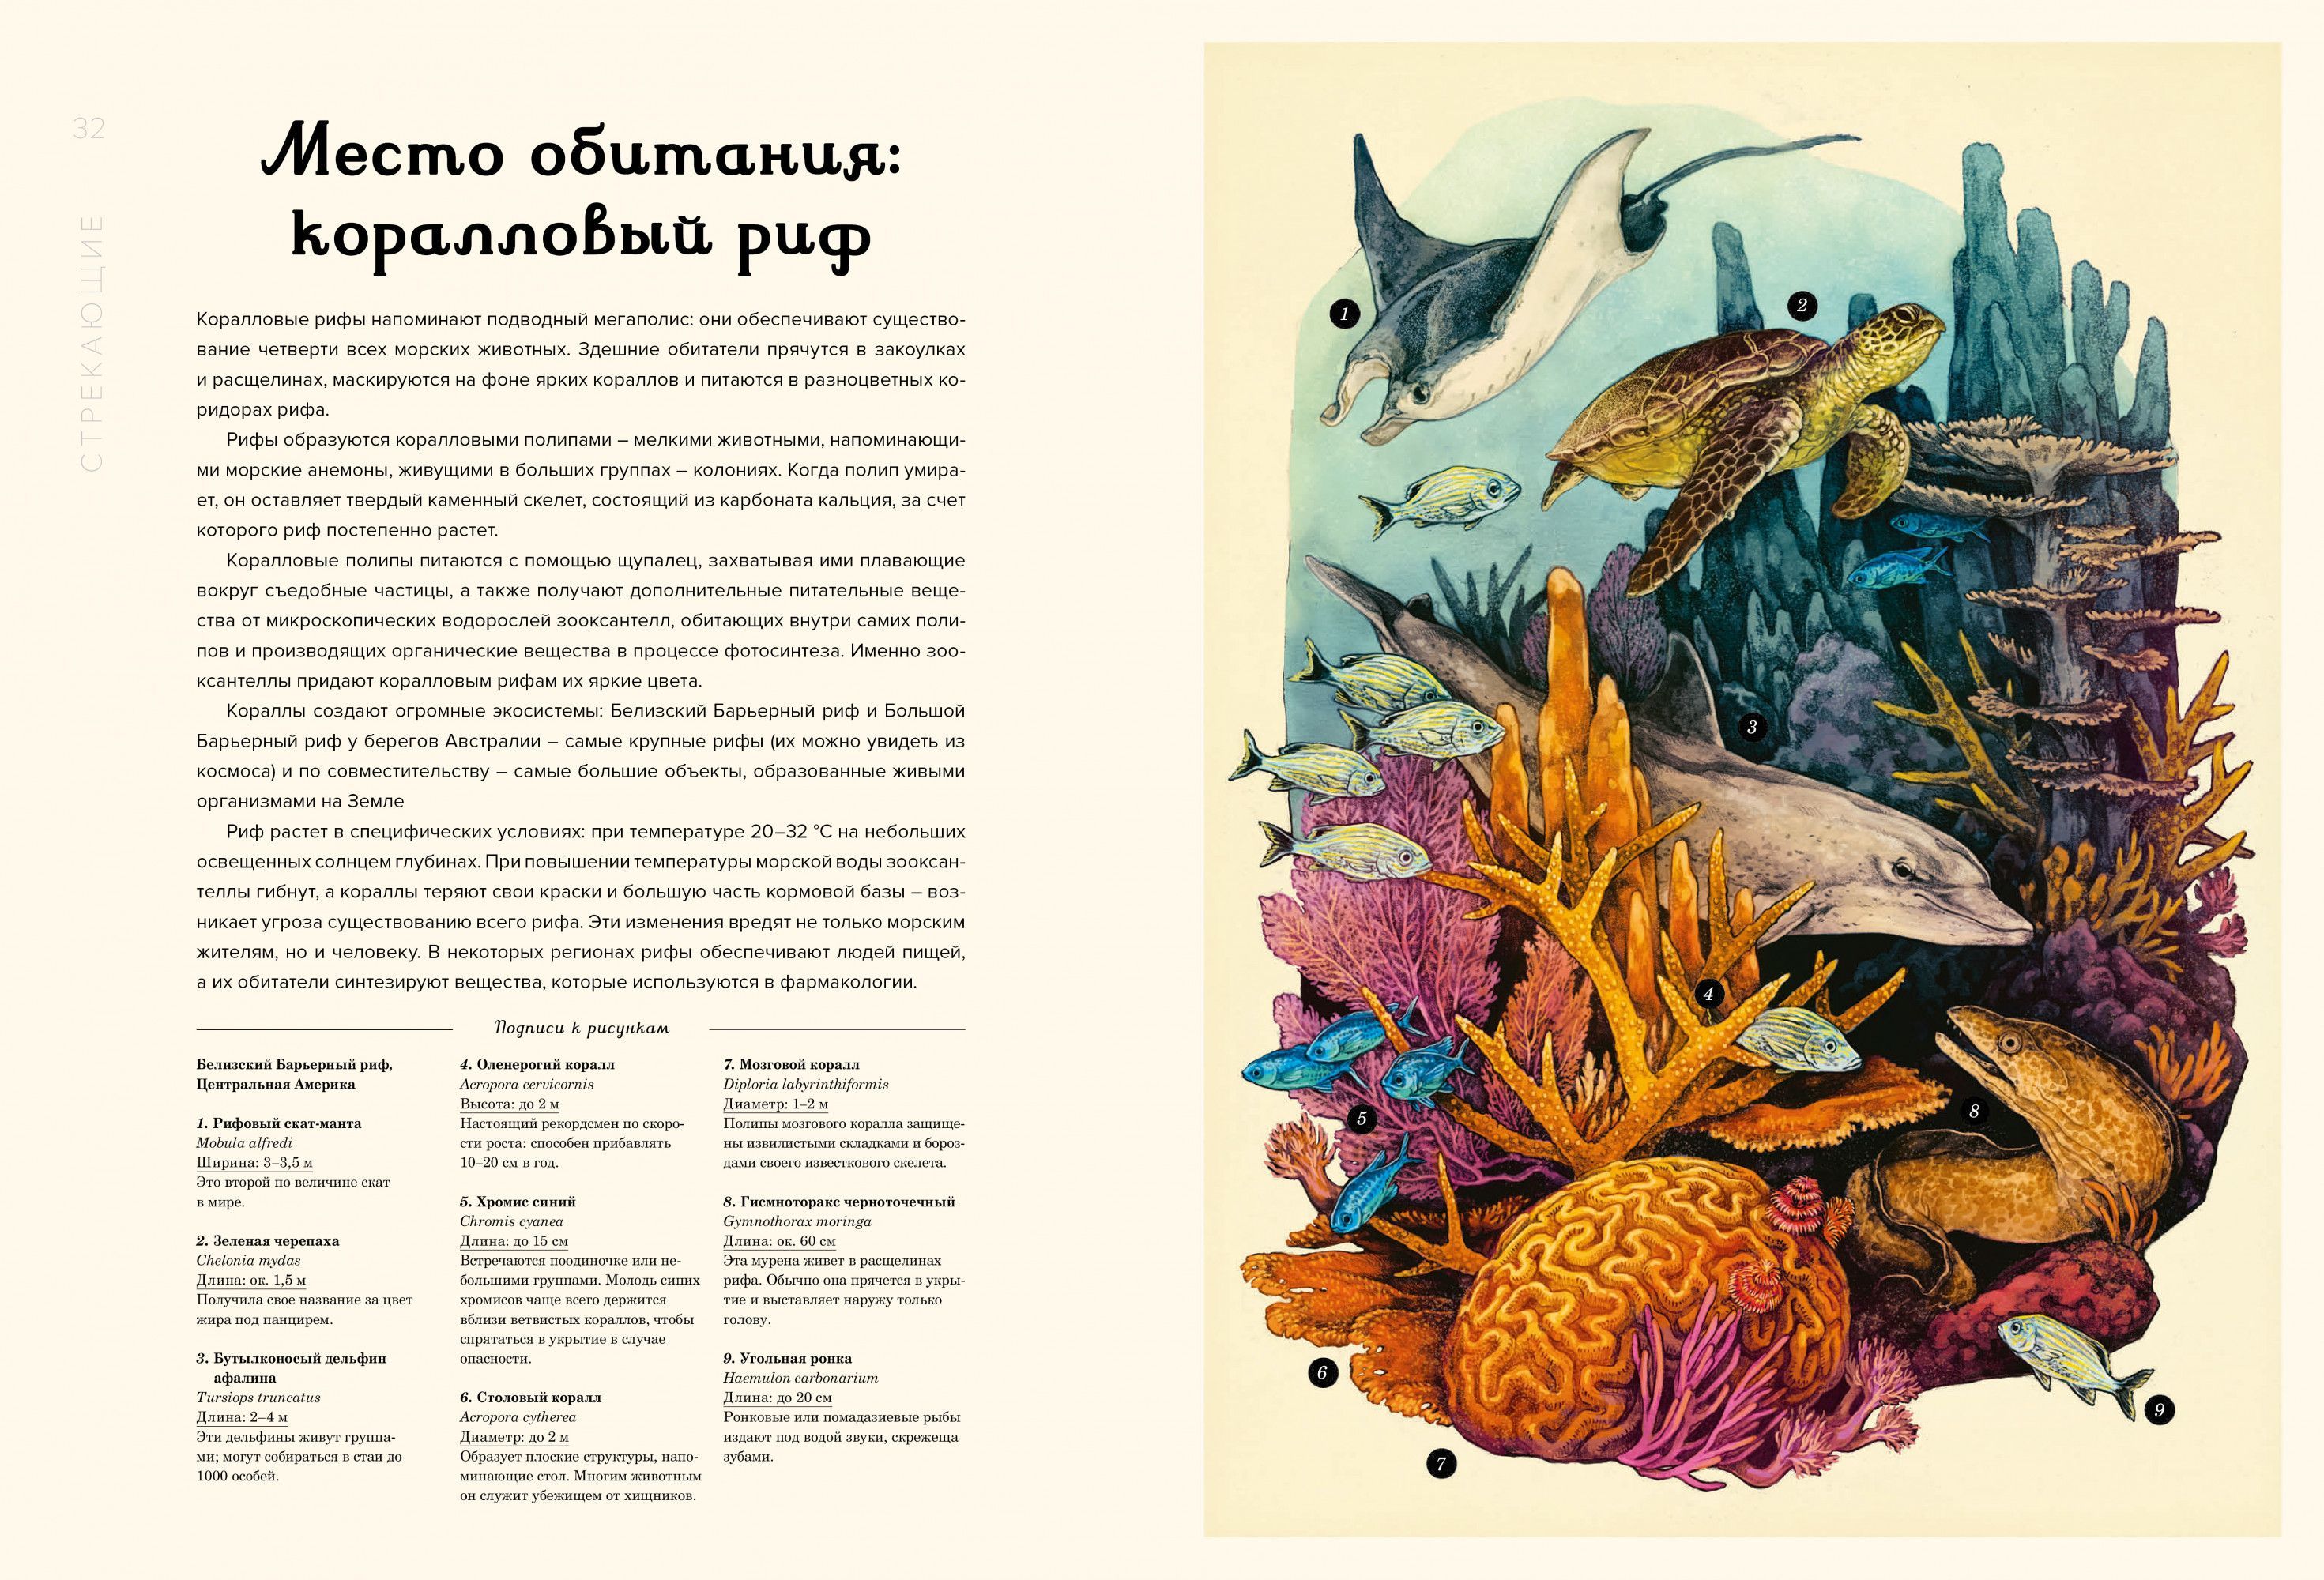 32
СТРЕКАЮЩИЕ
Место обитания:
коралловый риф
Коралловые рифы напоминают подводный мегаполис: они обеспечивают существо-
вание четверти всех морских животных. Здешние обитатели прячутся в закоулках
и расщелинах, маскируются на фоне ярких кораллов и питаются в разноцветных ко-
ридорах рифа.
Рифы образуются коралловыми полипами – мелкими животными, напоминающи-
ми морские анемоны, живущими в больших группах – колониях. Когда полип умира-
ет, он оставляет твердый каменный скелет, состоящий из карбоната кальция, за счет
которого риф постепенно растет.
Коралловые полипы питаются с помощью щупалец, захватывая ими плавающие
вокруг съедобные частицы, а также получают дополнительные питательные веще-
ства от микроскопических водорослей зооксантелл, обитающих внутри самих поли-
пов и производящих органические вещества в процессе фотосинтеза. Именно зоо-
ксантеллы придают коралловым рифам их яркие цвета.
Кораллы создают огромные экосистемы: Белизский Барьерный риф и Большой
Барьерный риф у берегов Австралии – самые крупные рифы (их можно увидеть из
космоса) и по совместительству – самые большие объекты, образованные живыми
организмами на Земле
Риф растет в специфических условиях: при температуре 20–32 °C на небольших
освещенных солнцем глубинах. При повышении температуры морской воды зооксан-
теллы гибнут, а кораллы теряют свои краски и большую часть кормовой базы – воз-
никает угроза существованию всего рифа. Эти изменения вредят не только морским
жителям, но и человеку. В некоторых регионах рифы обеспечивают людей пищей,
а их обитатели синтезируют вещества, которые используются в фармакологии.
Подписи к рисункам
Белизский Барьерный риф,
Центральная Америка
1. Рифовый скат-манта
Mobula alfredi
Ширина: 3–3,5 м
Это второй по величине скат
в мире.
2. Зеленая черепаха
Chelonia mydas
Длина: ок. 1,5 м
Получила свое название за цвет
жира под панцирем.
3. Бутылконосый дельфин
афалина
Tursiops truncatus
Длина: 2–4 м
Эти дельфины живут группа-
ми; могут собираться в стаи до
1000 особей.
4. Оленерогий коралл
Acropora cervicornis
Высота: до 2 м
Настоящий рекордсмен по скоро-
сти роста: способен прибавлять
10–20 см в год.
5. Хромис синий
Chromis cyanea
Длина: до 15 см
Встречаются поодиночке или не-
большими группами. Молодь синих
хромисов чаще всего держится
вблизи ветвистых кораллов, чтобы
спрятаться в укрытие в случае
опасности.
6. Столовый коралл
Acropora cytherea
Диаметр: до 2 м
Образует плоские структуры, напо-
минающие стол. Многим животным
он служит убежищем от хищников.
7. Мозговой коралл
Diploria labyrinthiformis
Диаметр: 1–2 м
Полипы мозгового коралла защище-
ны извилистыми складками и бороз-
дами своего известкового скелета.
8. Гисмноторакс черноточечный
Gymnothorax moringa
Длина: ок. 60 см
Эта мурена живет в расщелинах
рифа. Обычно она прячется в укры-
тие и выставляет наружу только
голову.
9. Угольная ронка
Haemulon carbonarium
Длина: до 20 см
Ронковые или помадазиевые рыбы
издают под водой звуки, скрежеща
зубами.
1
2
3
4
5
8
6
9
7